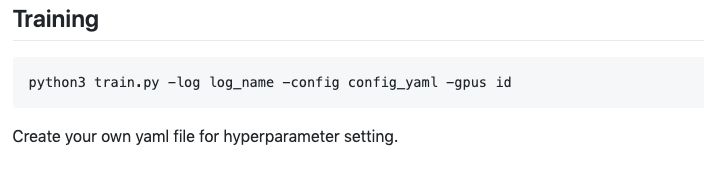 Training
python3 train.py -log log_name -config config_yaml -gpus id
Create your own yaml file for hyperparameter setting.